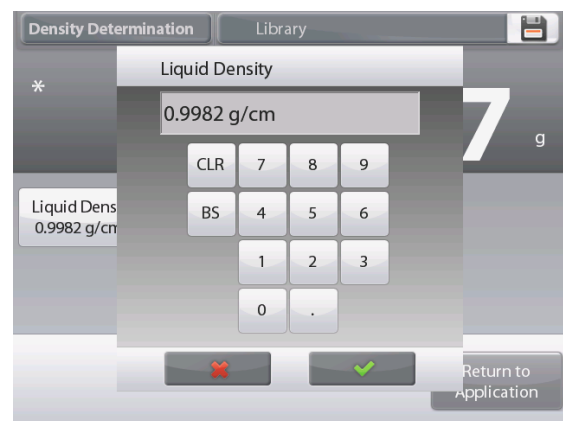 Density Determination
Library
*
Liquid Density
0.9982 g/cm
7
g
CLR 7 8 9
Liquid Dens
BS 4 5 6
0.9982 g/cm
1 2 3
0 .
Return to
Application